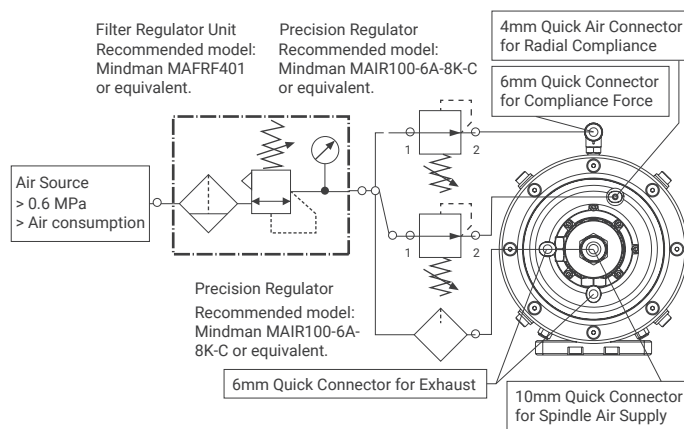 Filter Regulator Unit
Recommended model:
Mindman MAFRF401
or equivalent.
Precision Regulator
Recommended model:
Mindman MAIR100-6A-8K-C
or equivalent.
4mm Quick Air Connector
for Radial Compliance
6mm Quick Connector
for Compliance Force
1
2
Air Source
> 0.6 MPa
> Air consumption
1
2
Precision Regulator
Recommended model:
Mindman MAIR100-6A-
8K-C or equivalent.
6mm Quick Connector for Exhaust
10mm Quick Connector
for Spindle Air Supply